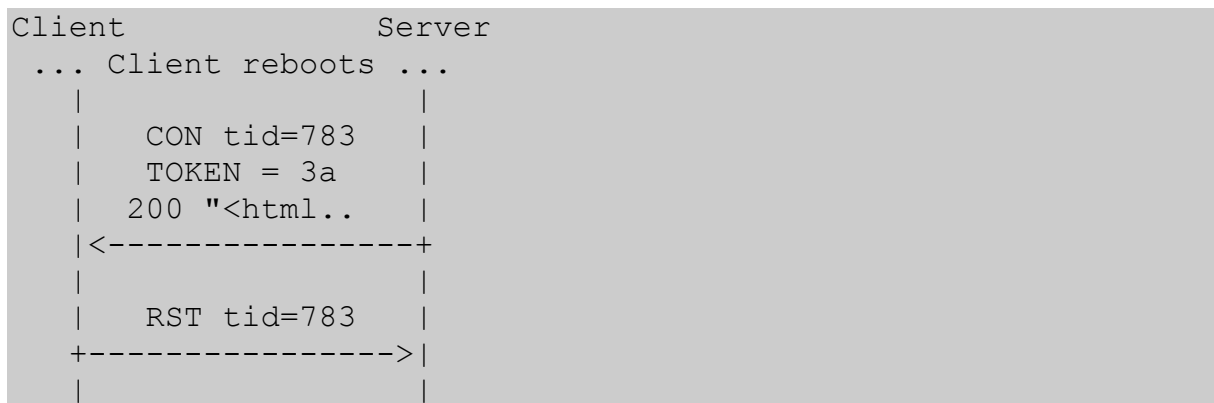 Client                Server
 ... Client reboots ...
   |                  |
   |   CON tid=783    |
   |   TOKEN = 3a     |
   |  200 "<html..    |
   |<-----------------+
   |                  |
   |   RST tid=783    |
   +----------------->|
   |                  |